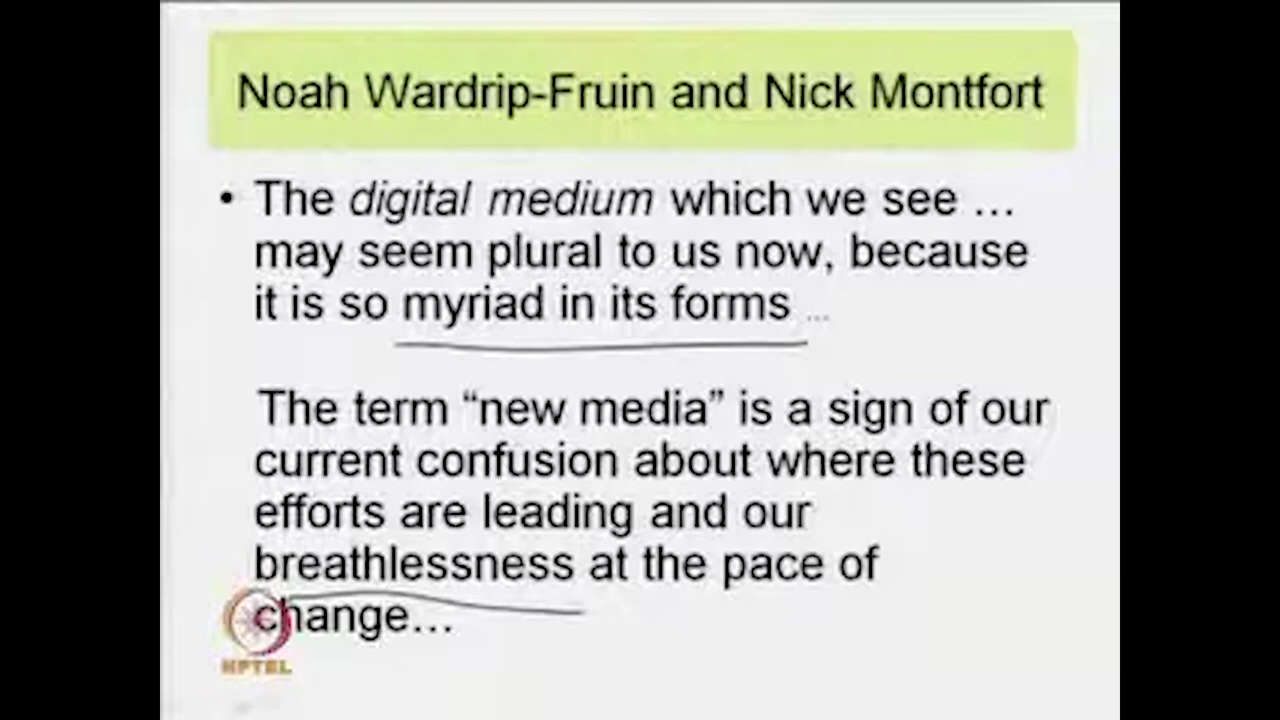 Noah Wardrip-Fruin and Nick Montfort
• The digital medium which we see …
may seem plural to us now, because
it is so myriad in its forms …
The term “new media” is a sign of our
current confusion about where these
efforts are leading and our
breathlessness at the pace of
change…
NPTEL